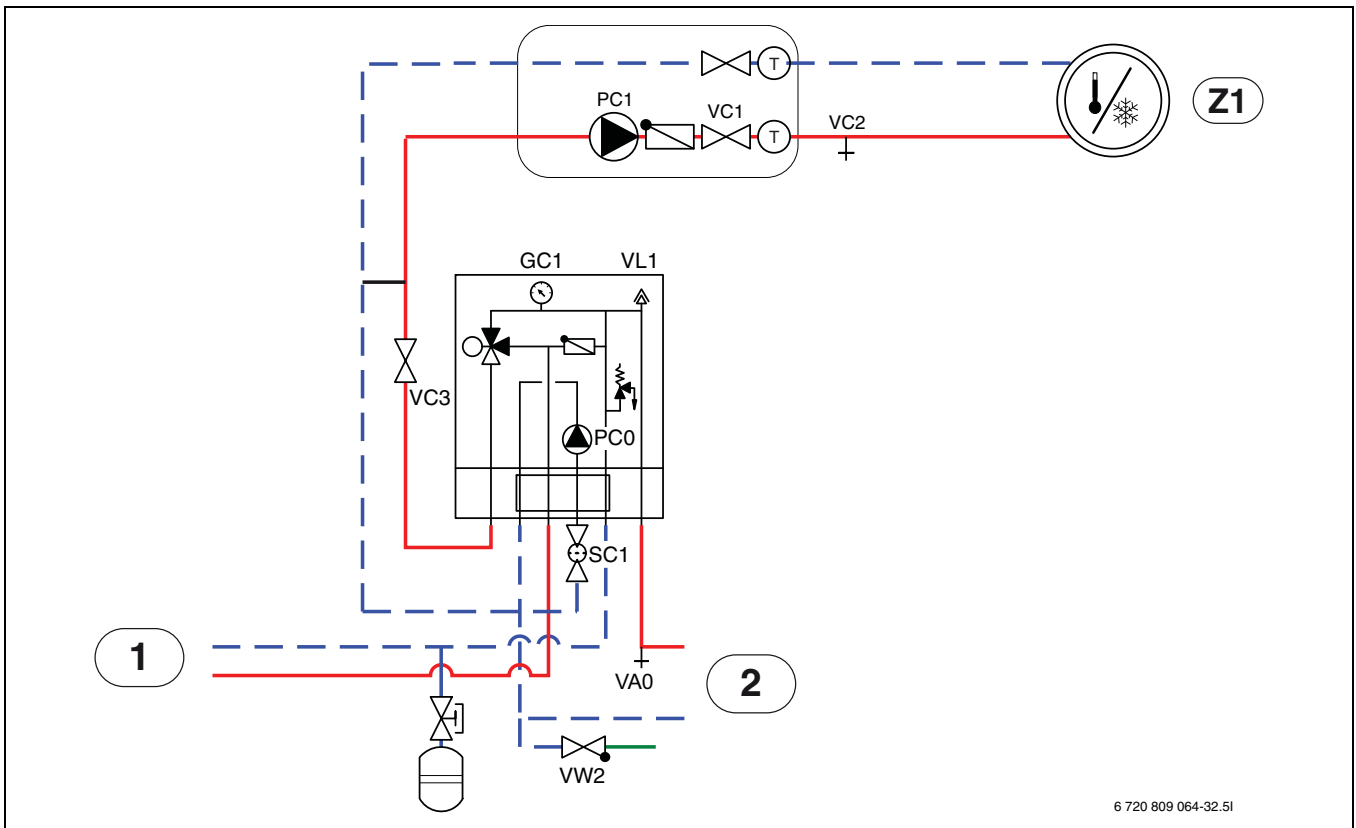 T
PC1
VC1
T
VC2
Z1
GC1
VL1
VC3
PC0
SC1
1
VA0
2
VW2
6 720 809 064-32.5I